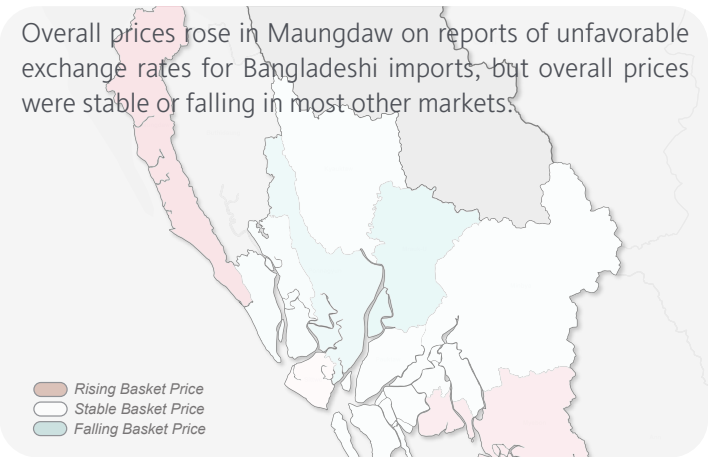 Overall prices rose in Maungdaw on reports of unfavorable
exchange rates for Bangladeshi imports, but overall prices
were stable or falling in most other markets.
Rising Basket Price
Stable Basket Price
Falling Basket Price